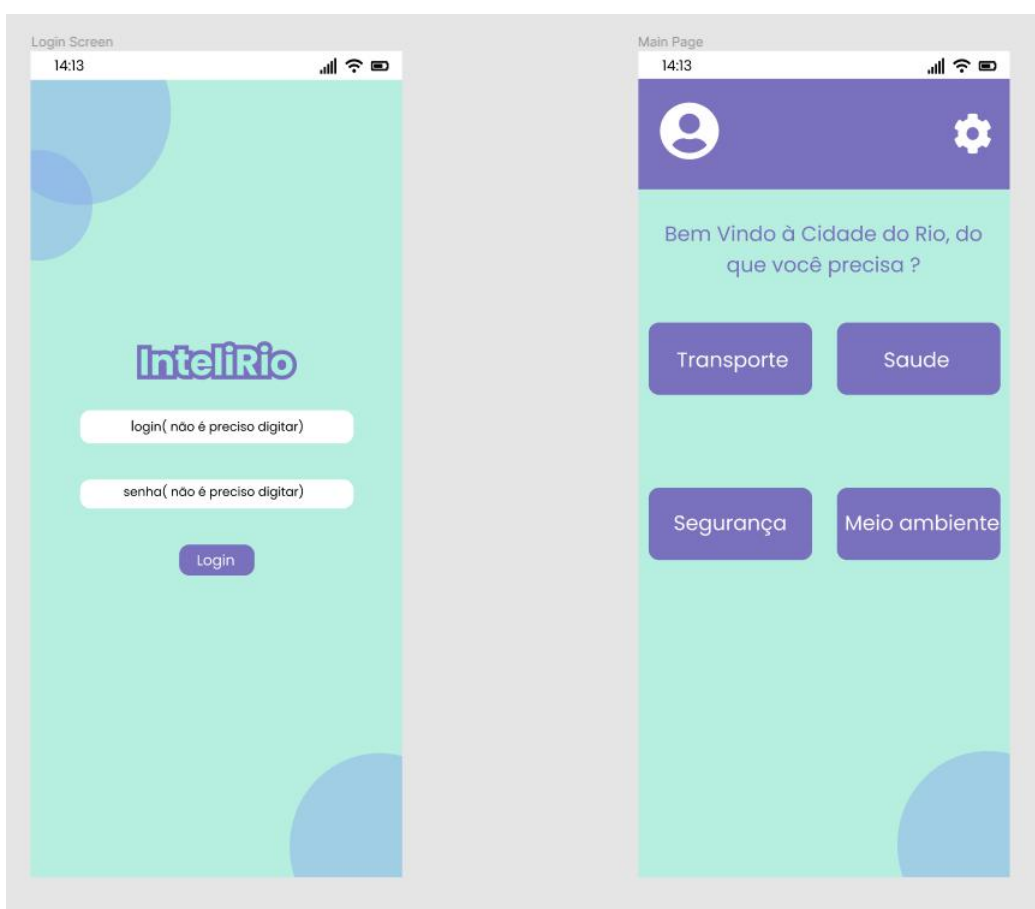 Login Screen
14:13
InteliRio
login( não é preciso digitar)
senha( não é preciso digitar)
Login
Main Page
14:13
Bem Vindo à Cidade do Rio, do
que você precisa ?
Transporte
Saude
Segurança
Meio ambiente